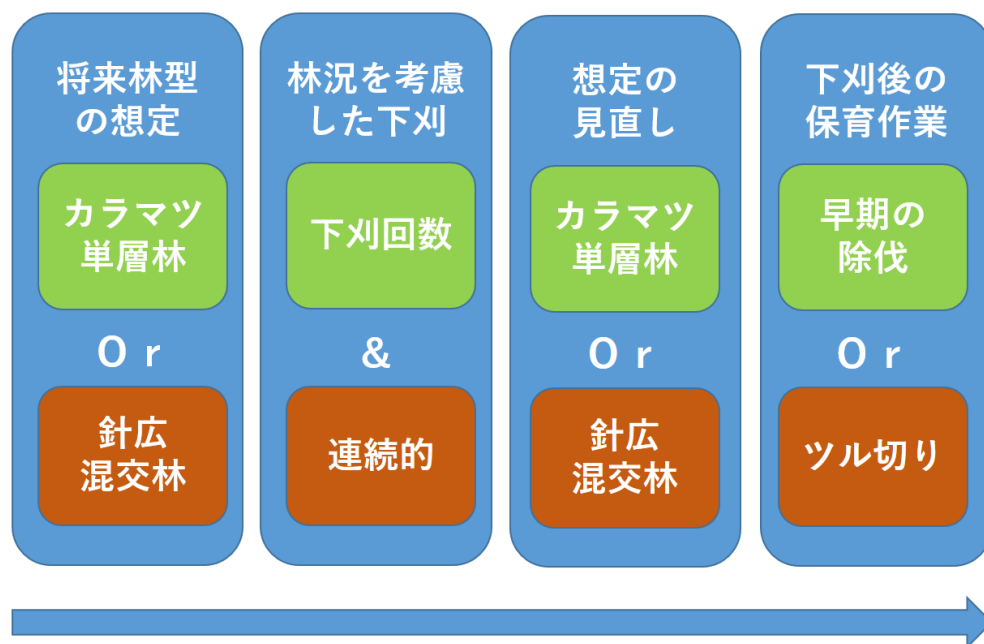 将来林型
の想定
カラマツ
単層林
Ｏｒ
針広
混交林
林況を考慮
した下刈
下刈回数
＆
連続的
想定の
見直し
カラマツ
単層林
Ｏｒ
針広
混交林
下刈後の
保育作業
早期の
除伐
Ｏｒ
ツル切り